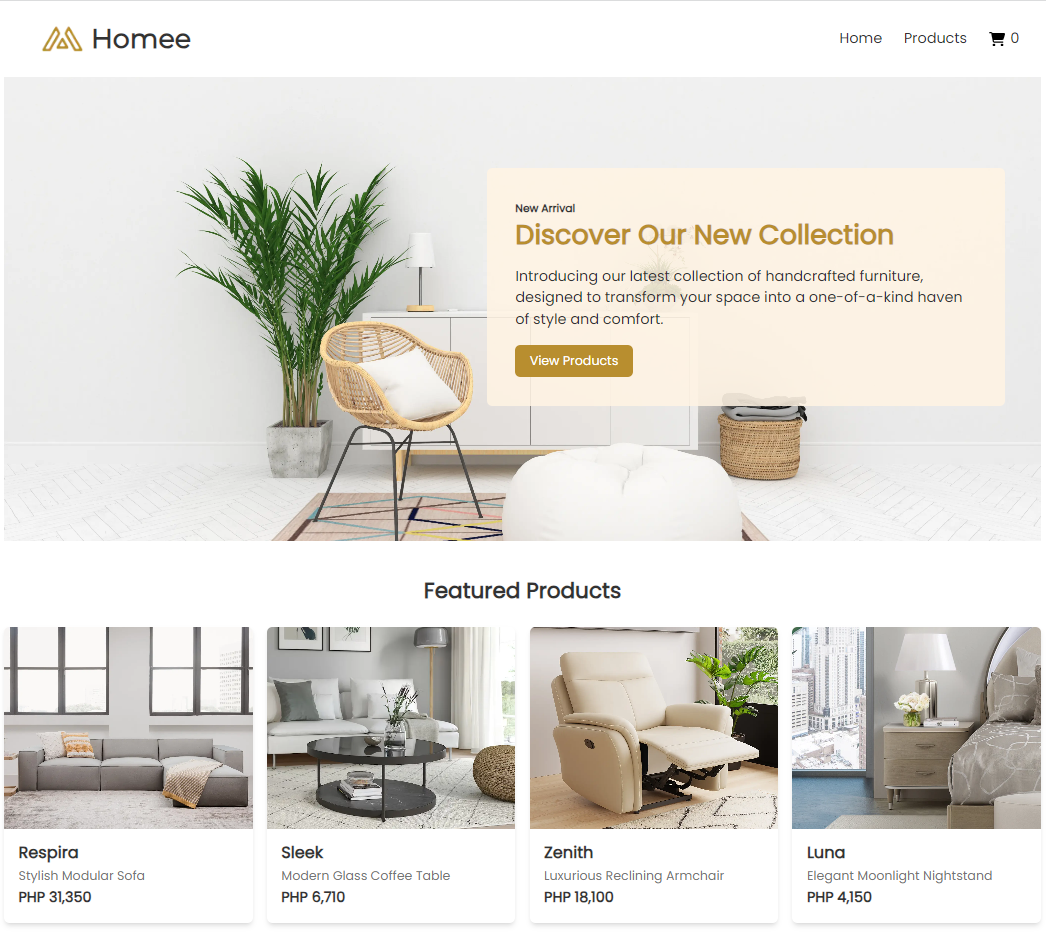 Homee
Home
Products
0
New Arrival
Discover Our New Collection
Introducing our latest collection of handcrafted furniture,
designed to transform your space into a one-of-a-kind haven
of style and comfort.
View Products
Featured Products
Respira
Stylish Modular Sofa
PHP 31,350
Sleek
Modern Glass Coffee Table
PHP 6,710
Zenith
Luxurious Reclining Armchair
PHP 18,100
Luna
Elegant Moonlight Nightstand
PHP 4,150